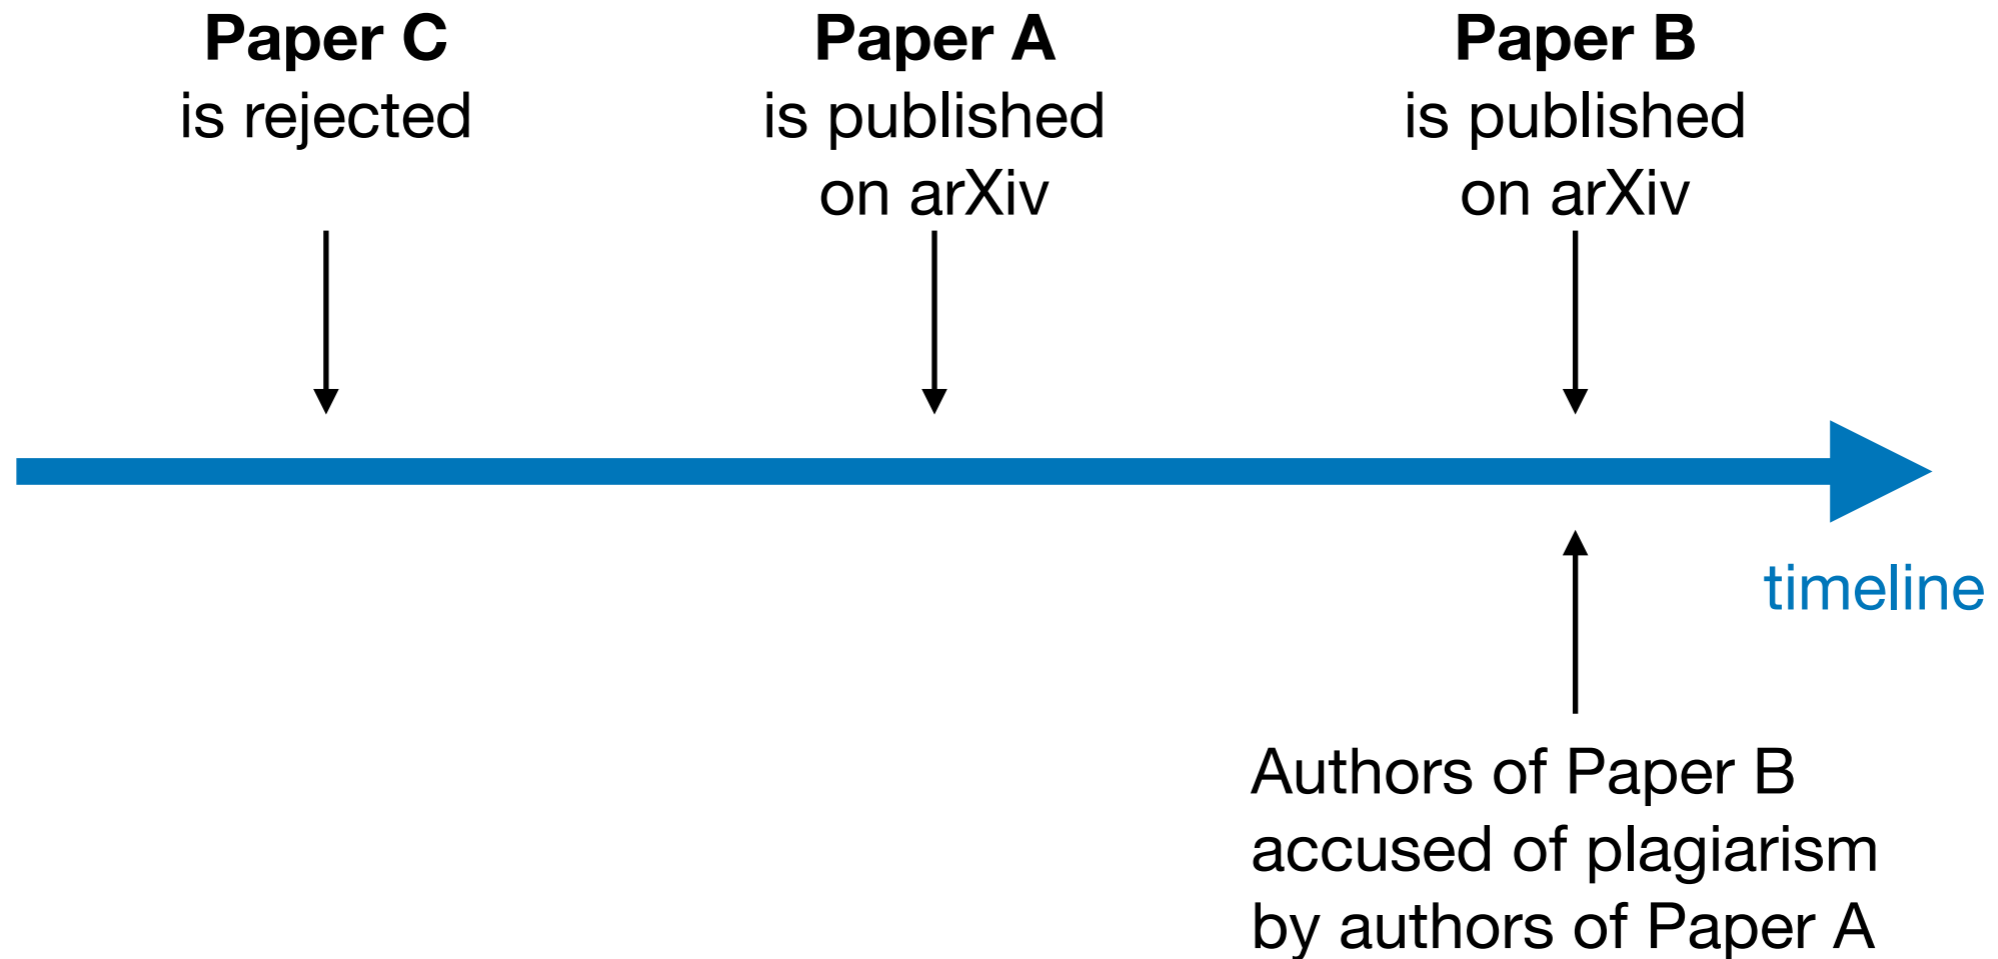 Paper C
is rejected
Paper A
is published
on arXiv
Paper B
is published
on arXiv
timeline
Authors of Paper B
accused of plagiarism
by authors of Paper A